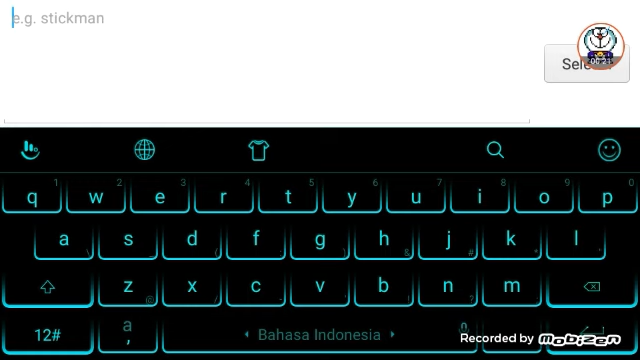 e.g. stickman
00:21
1 2 3 4 5 6 7 8 9 0
q w e r t y u i o p
a s d f g h j k l
z x c v b n m
12# a , Bahasa Indonesia
Recorded by Mobizen